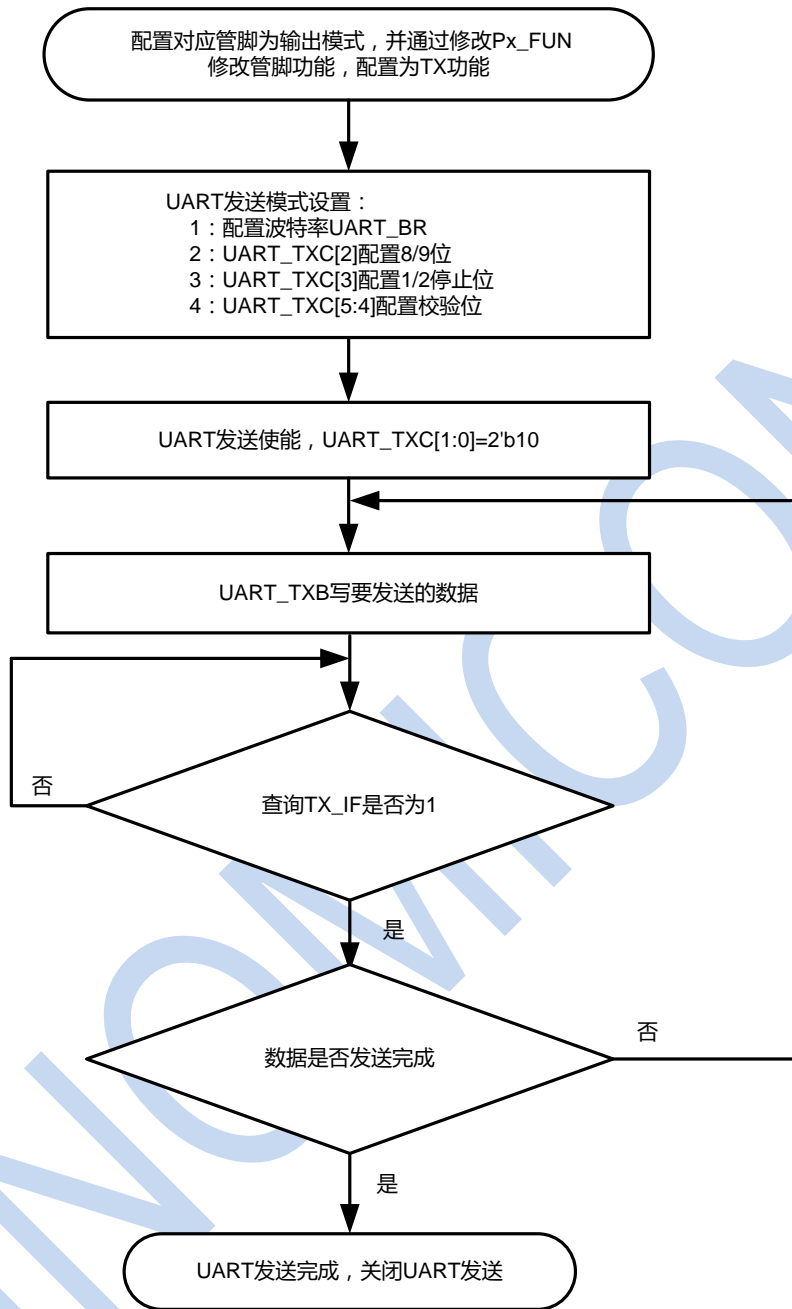 配置对应管脚为输出模式，并通过修改Px_FUN
修改管脚功能，配置为TX功能
UART发送模式设置：
1：配置波特率UART_BR
2：UART_TXC[2]配置8/9位
3：UART_TXC[3]配置1/2停止位
4：UART_TXC[5:4]配置校验位
UART发送使能，UART_TXC[1:0]=2'b10
UART_TXB写要发送的数据
否
查询TX_IF是否为1
是
否
数据是否发送完成
是
UART发送完成，关闭UART发送